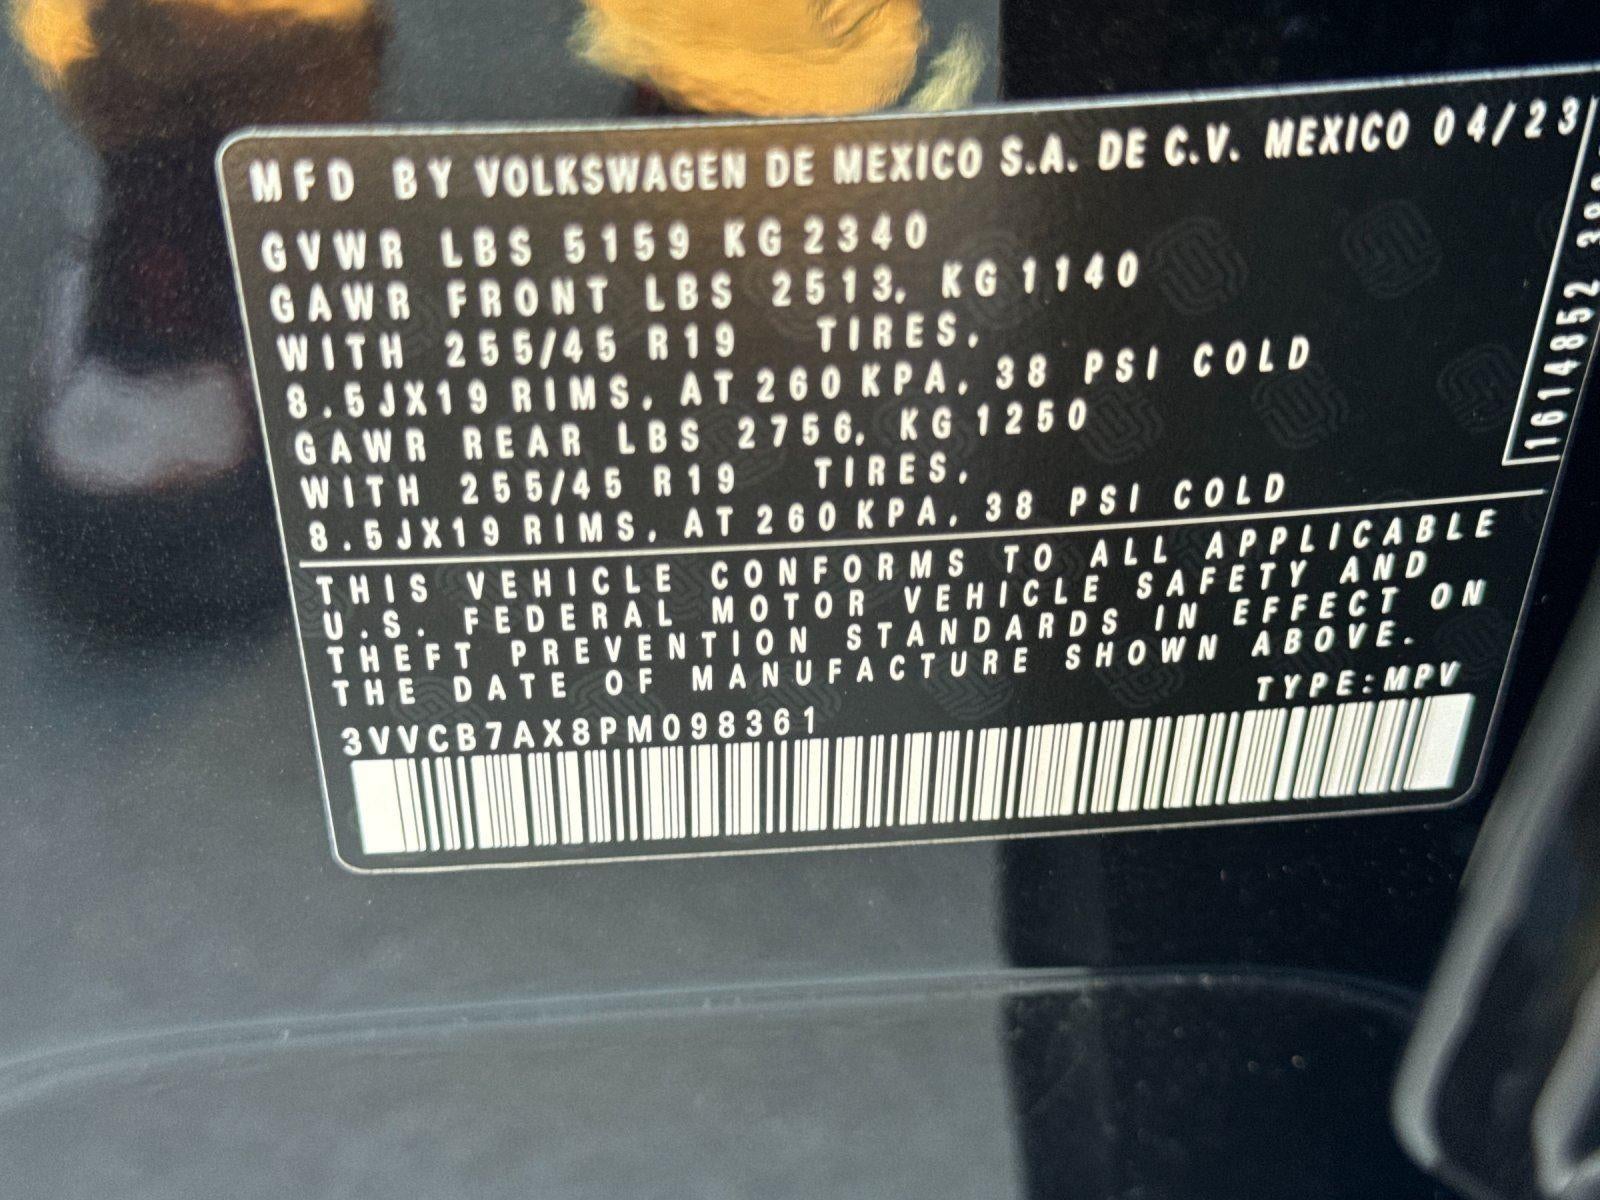 MFD BY VOLKSWAGEN DE MEXICO S.A. DE C.V. MEXICO 04/23
GVWR LBS 5159 KG 2340
GAWR FRONT LBS 2513, KG 1140
WITH 255/45 R19 TIRES,
8.5JX19 RIMS, AT 260 KPA, 38 PSI COLD
GAWR REAR LBS 2756, KG 1250
WITH 255/45 R19 TIRES,
8.5JX19 RIMS, AT 260 KPA, 38 PSI COLD
THIS VEHICLE CONFORMS TO ALL APPLICABLE
U.S. FEDERAL MOTOR VEHICLE SAFETY AND
THEFT PREVENTION STANDARDS IN EFFECT ON
THE DATE OF MANUFACTURE SHOWN ABOVE.
TYPE:MPV
3VVCB7AX8PM098361
1614852